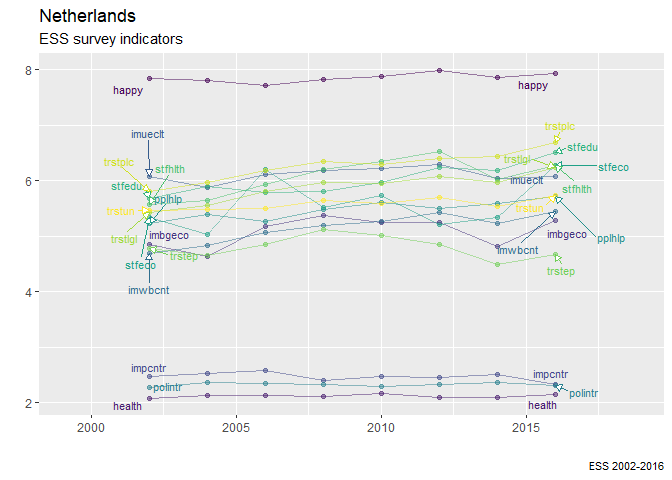 Netherlands
ESS survey indicators
8
happy
happy
imueclt
trstplc
trstplc
stfedu
trstlgl
stfhlth
trstlgl
stfeco
6
stfedu
imueclt
stfhlth
pplhlp
trstun
trstun
imbgeco
imbgeco
pplhlp
trstlgl
imwbcnt
trstep
stfeco
trstep
imwbcnt
4
impcntr
impcntr
polintr
polintr
2
health
health
2000
2005
2010
2015
ESS 2002-2016